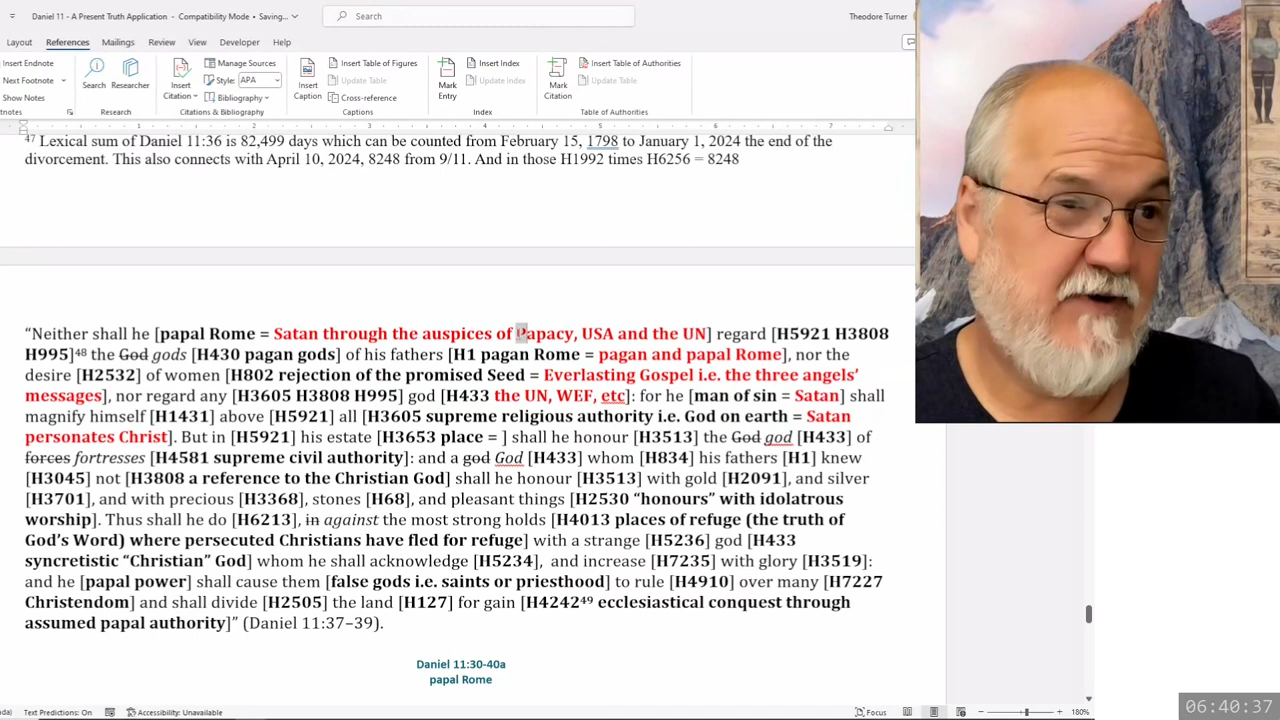 Daniel 11 - A Present Truth Application - Compatibility Mode • Saving...
Search
Theodore Turner
Layout References Mailings Review View Developer Help
Insert Endnote
Next Footnote
Show Notes
Search
Researcher
Insert Citation
Manage Sources
Style: APA
Bibliography
Insert Caption
Insert Table of Figures
Update Table
Cross-reference
Mark Entry
Insert Index
Update Index
Mark Citation
Insert Table of Authorities
Update Table
Research
Citations & Bibliography
Captions
Index
Table of Authorities
47 Lexical sum of Daniel 11:36 is 82,499 days which can be counted from February 15, 1798 to January 1, 2024 the end of the
divorcement. This also connects with April 10, 2024, 8248 from 9/11. And in those H1992 times H6256 = 8248
“Neither shall he [papal Rome = Satan through the auspices of Papacy, USA and the UN] regard [H5921 H3808
H995]48 the God gods [H430 pagan gods] of his fathers [H1 pagan Rome = pagan and papal Rome], nor the
desire [H2532] of women [H802 rejection of the promised Seed = Everlasting Gospel i.e. the three angels’
messages], nor regard any [H3605 H3808 H995] god [H433 the UN, WEF, etc]: for he [man of sin = Satan] shall
magnify himself [H1431] above [H5921] all [H3605 supreme religious authority i.e. God on earth = Satan
personates Christ]. But in [H5921] his estate [H3653 place = ] shall he honour [H3513] the God god [H433] of
forces fortresses [H4581 supreme civil authority]: and a god God [H433] whom [H834] his fathers [H1] knew
[H3045] not [H3808 a reference to the Christian God] shall he honour [H3513] with gold [H2091], and silver
[H3701], and with precious [H3368], stones [H68], and pleasant things [H2530 “honours” with idolatrous
worship]. Thus shall he do [H6213], in against the most strong holds [H4013 places of refuge (the truth of
God’s Word) where persecuted Christians have fled for refuge] with a strange [H5236] god [H433
syncretistic “Christian” God] whom he shall acknowledge [H5234], and increase [H7235] with glory [H3519]:
and he [papal power] shall cause them [false gods i.e. saints or priesthood] to rule [H4910] over many [H7227
Christendom] and shall divide [H2505] the land [H127] for gain [H424249 ecclesiastical conquest through
assumed papal authority]” (Daniel 11:37–39).
Daniel 11:30-40a
papal Rome
Text Predictions: On Accessibility: Unavailable
Focus
180%
06:40:37